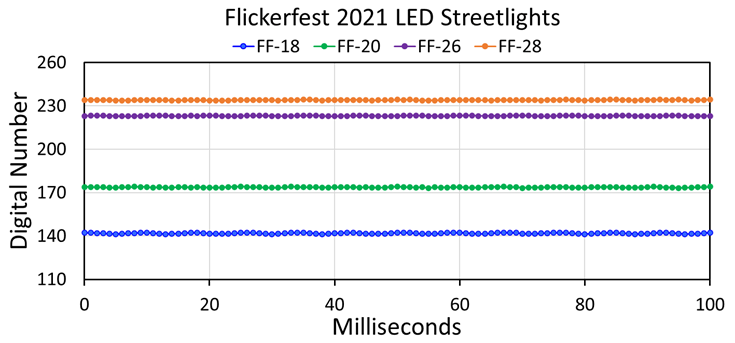 Flickerfest 2021 LED Streetlights
FF-18 FF-20 FF-26 FF-28
260
230
200
170
140
110
Digital Number
0 20 40 60 80 100
Milliseconds